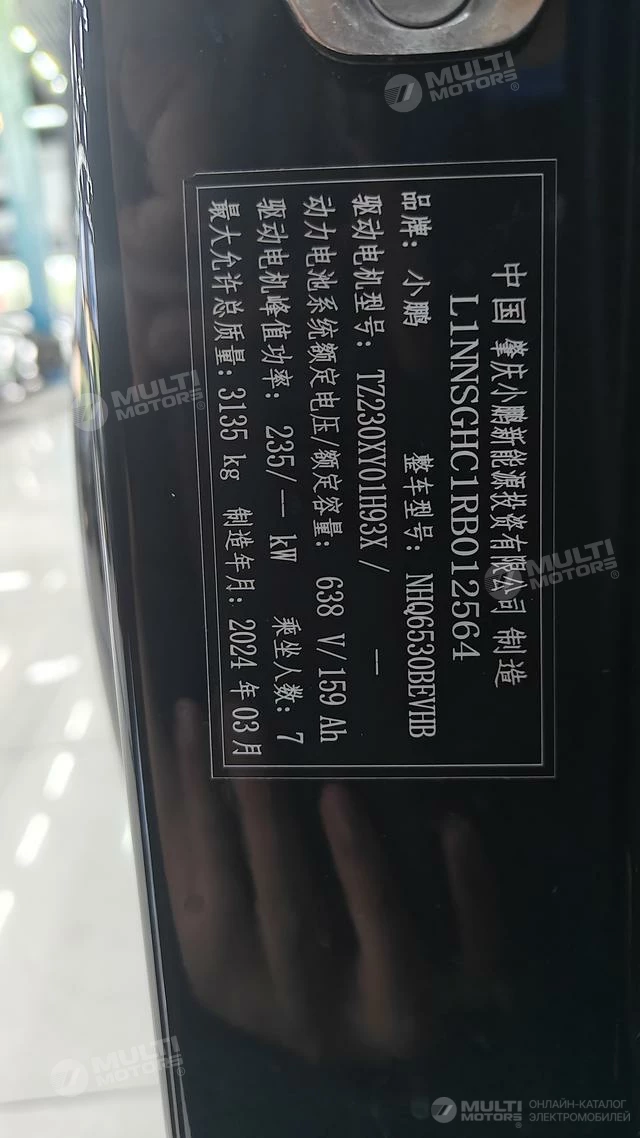 中国 肇庆小鹏新能源投资有限公司 制造
L1NNSGHC1RB012564
品牌: 小鹏 整车型号: NHQ6530BEVHB
驱动电机型号: TZ230XY01H93X / —
动力电池系统额定电压/额定容量: 638 V/159 Ah
驱动电机峰值功率: 235/-- kW 乘坐人数: 7
最大允许总质量: 3135 kg 制造年月: 2024 年 03 月
MULTI MOTORS
MULTI MOTORS
MULTI MOTORS
MULTI MOTORS
MULTI MOTORS ОНЛАЙН-КАТАЛОГ
ЭЛЕКТРОМОБИЛЕЙ